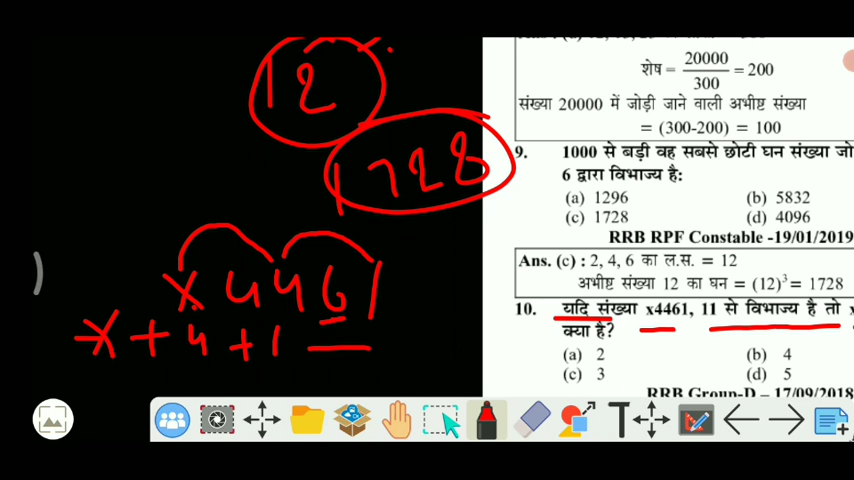 12
1728
x4461
x + 4 + 1
शेष = 20000/300 = 200
संख्या 20000 में जोड़ी जाने वाली अभीष्ट संख्या
= (300-200) = 100
9. 1000 से बड़ी वह सबसे छोटी घन संख्या जो
6 द्वारा विभाज्य है:
(a) 1296 (b) 5832
(c) 1728 (d) 4096
RRB RPF Constable -19/01/2019
Ans. (c) : 2, 4, 6 का ल.स. = 12
अभीष्ट संख्या 12 का घन = (12)³ = 1728
10. यदि संख्या x4461, 11 से विभाज्य है तो x
क्या है?
(a) 2 (b) 4
(c) 3 (d) 5
RRB Group-D – 17/09/2018
T